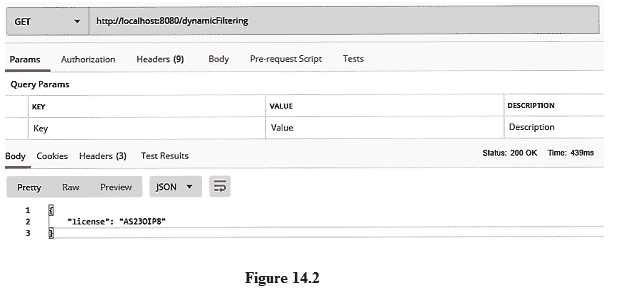 GET http://localhost:8080/dynamicFiltering
Params Authorization Headers (9) Body Pre-request Script Tests
Query Params
KEY VALUE DESCRIPTION
Key Value Description
Body Cookies Headers (3) Test Results Status: 200 OK Time: 439ms
Pretty Raw Preview JSON
1 {
2 "license": "AS230IP8"
3 }
Figure 14.2